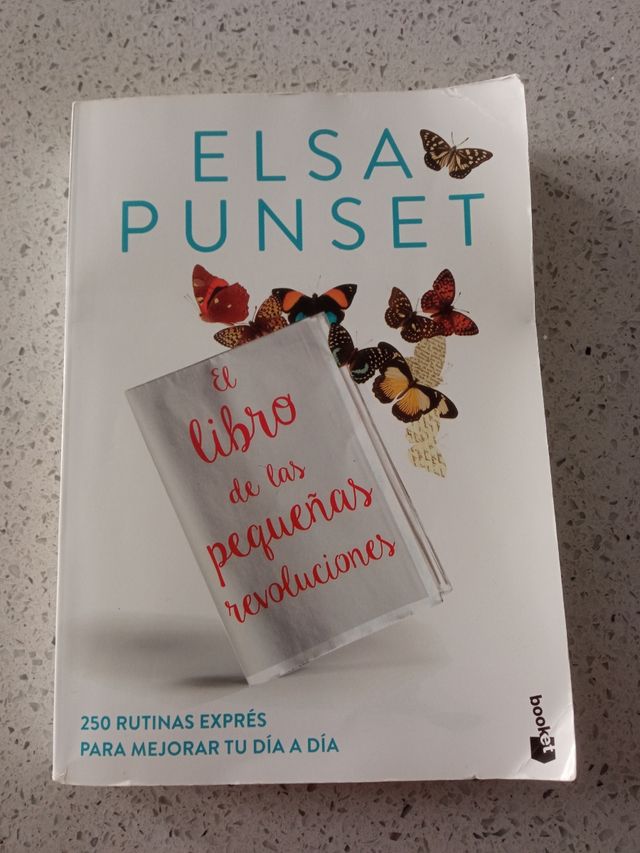 ELSA
PUNSET
El
libro
de las
pequeñas
revoluciones
250 RUTINAS EXPRÉS
PARA MEJORAR TU DÍA A DÍA
booket